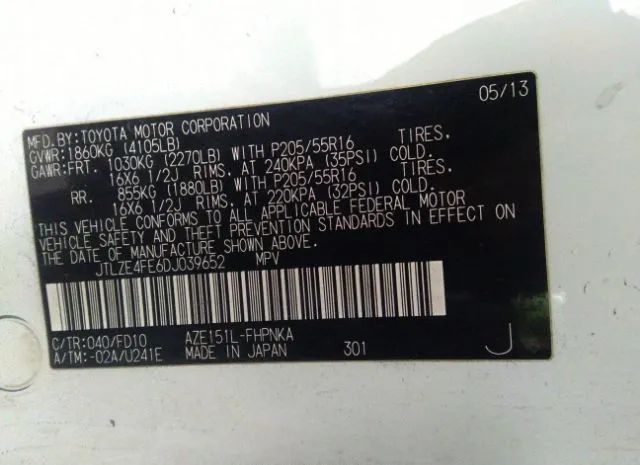 05/13
MFD.BY:TOYOTA MOTOR CORPORATION
GVWR:1860KG (4105LB)
GAWR:FRT. 1030KG (2270LB) WITH P205/55R16 TIRES,
16X6 1/2J RIMS, AT 240KPA (35PSI) COLD.
RR. 855KG (1880LB) WITH P205/55R16 TIRES,
16X6 1/2J RIMS, AT 220KPA (32PSI) COLD.
THIS VEHICLE CONFORMS TO ALL APPLICABLE FEDERAL MOTOR
VEHICLE SAFETY AND THEFT PREVENTION STANDARDS IN EFFECT ON
THE DATE OF MANUFACTURE SHOWN ABOVE.
JTLZE4FE6DJ039652 MPV
C/TR:040/FD10 AZE151L-FHPNKA
A/TM:-02A/U241E MADE IN JAPAN 301 J